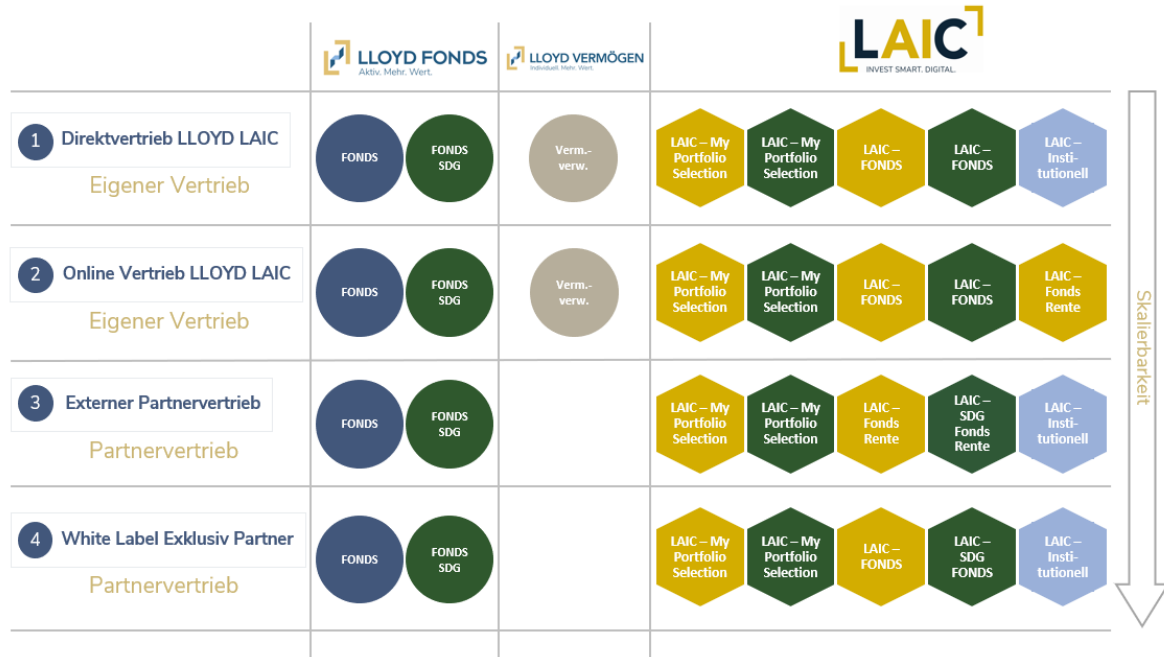 LLOYD FONDS
Aktiv. Mehr. Wert.
LLOYD VERMÖGEN
Individuell. Mehr. Wert.
LAIC
INVEST SMART. DIGITAL.
1 Direktvertrieb LLOYD LAIC
Eigener Vertrieb
FONDS
FONDS
SDG
Verm.-
verw.
LAIC – My
Portfolio
Selection
LAIC – My
Portfolio
Selection
LAIC –
FONDS
LAIC –
FONDS
LAIC –
Insti-
tutionell
2 Online Vertrieb LLOYD LAIC
Eigener Vertrieb
FONDS
FONDS
SDG
Verm.-
verw.
LAIC – My
Portfolio
Selection
LAIC – My
Portfolio
Selection
LAIC –
FONDS
LAIC –
FONDS
LAIC –
Fonds
Rente
3 Externer Partnervertrieb
Partnervertrieb
FONDS
FONDS
SDG
LAIC – My
Portfolio
Selection
LAIC – My
Portfolio
Selection
LAIC –
Fonds
Rente
LAIC –
SDG
Fonds
Rente
LAIC –
Insti-
tutionell
4 White Label Exklusiv Partner
Partnervertrieb
FONDS
FONDS
SDG
LAIC – My
Portfolio
Selection
LAIC – My
Portfolio
Selection
LAIC –
FONDS
LAIC –
SDG
FONDS
LAIC –
Insti-
tutionell
Skalierbarkeit